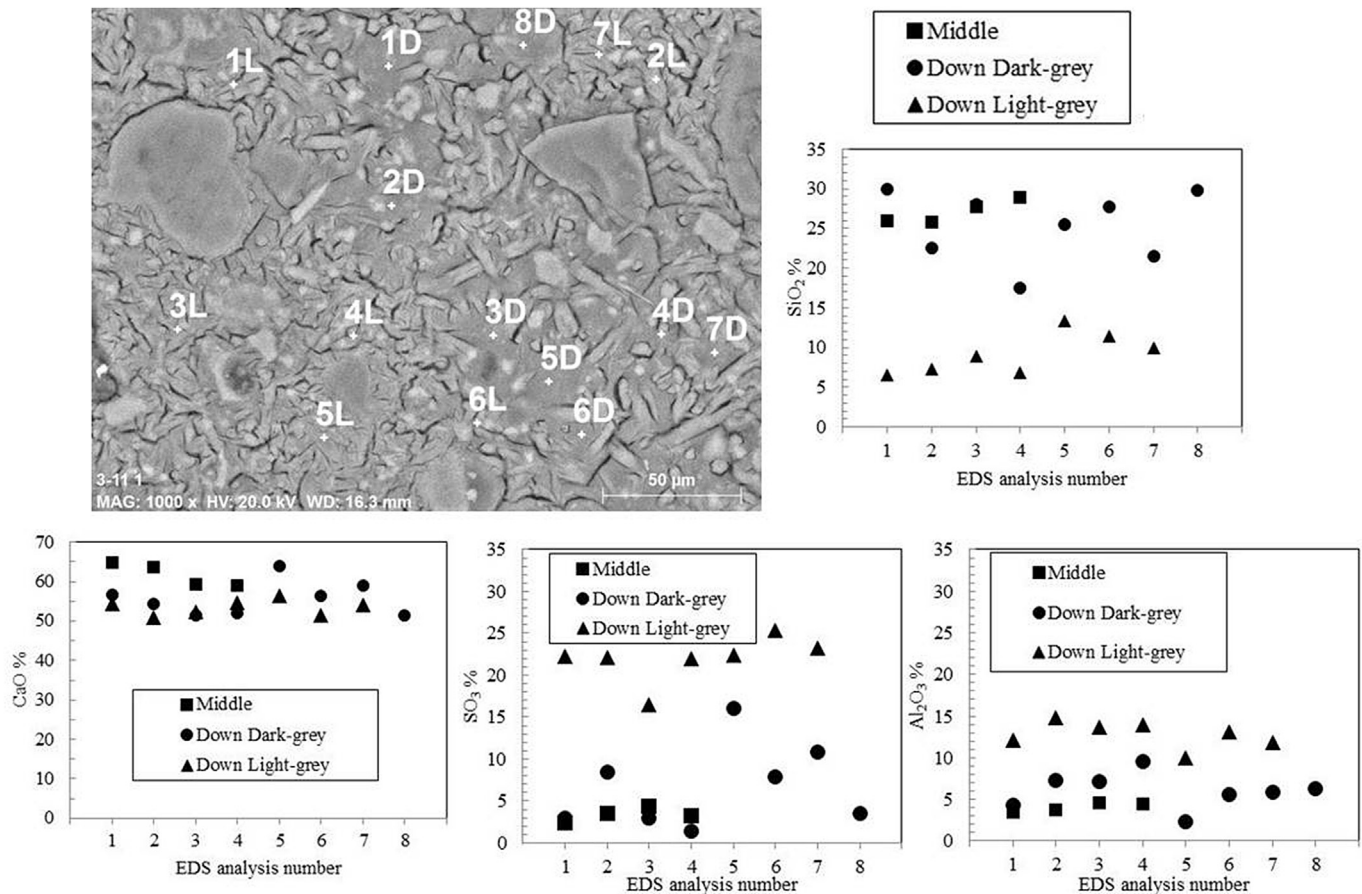 1L
1D
8D
7L
2L
2D
3L
4L
3D
4D
7D
5D
5L
6L
6D
3-11 1
MAG: 1000 x HV: 20.0 kV WD: 16.3 mm
50 µm
Middle
Down Dark-grey
Down Light-grey
SiO₂ %
35
30
25
20
15
10
5
0
1 2 3 4 5 6 7 8
EDS analysis number
CaO %
70
60
50
40
30
20
10
0
Middle
Down Dark-grey
Down Light-grey
1 2 3 4 5 6 7 8
EDS analysis number
SO₃ %
35
30
25
20
15
10
5
0
Middle
Down Dark-grey
Down Light-grey
1 2 3 4 5 6 7 8
EDS analysis number
Al₂O₃ %
35
30
25
20
15
10
5
0
Middle
Down Dark-grey
Down Light-grey
1 2 3 4 5 6 7 8
EDS analysis number